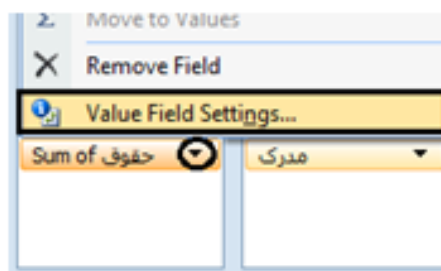 Σ Move to Values
Remove Field
Value Field Settings...
Sum of حقوق
مدرک